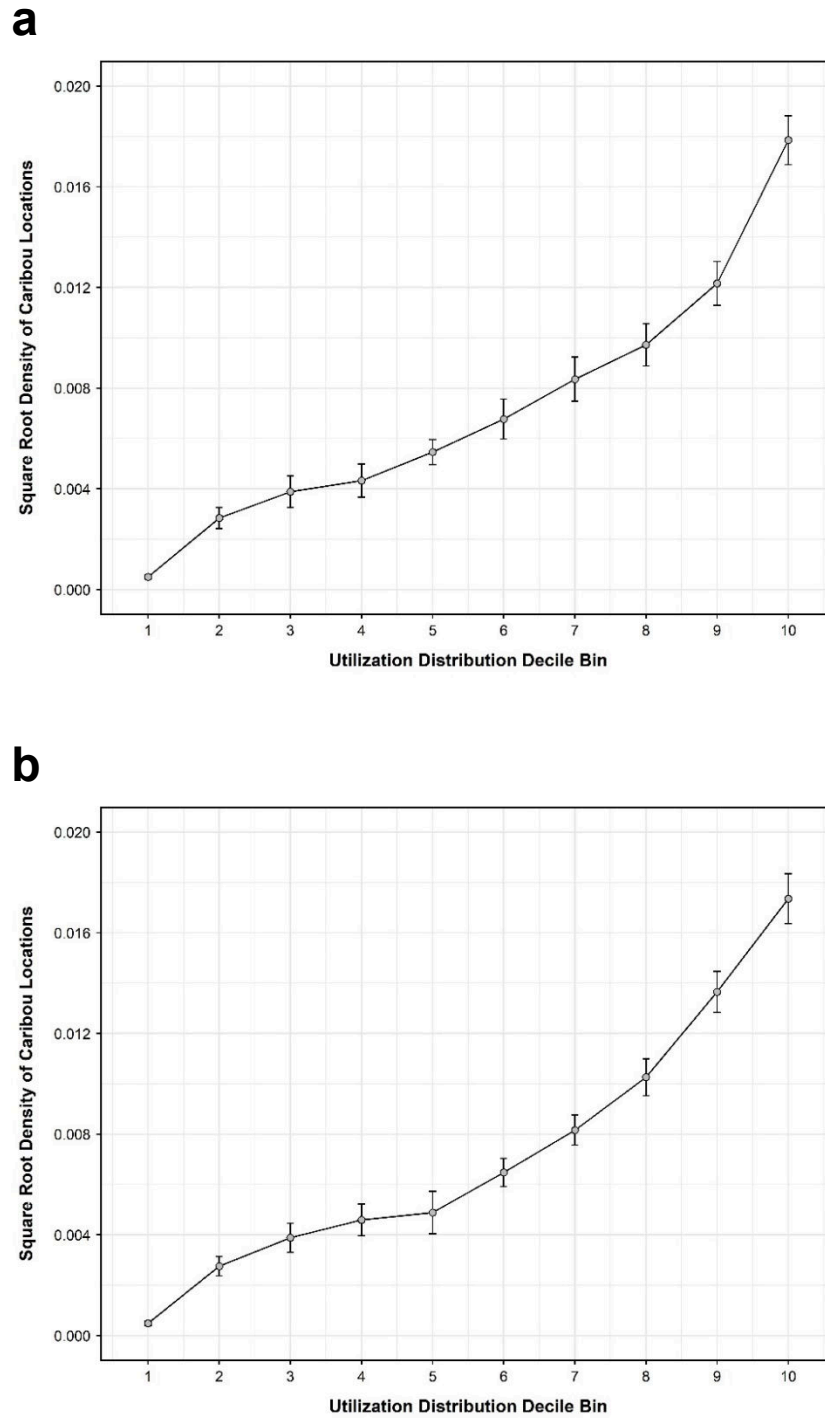 a
Square Root Density of Caribou Locations
0.020
0.016
0.012
0.008
0.004
0.000
1 2 3 4 5 6 7 8 9 10
Utilization Distribution Decile Bin
b
Square Root Density of Caribou Locations
0.020
0.016
0.012
0.008
0.004
0.000
1 2 3 4 5 6 7 8 9 10
Utilization Distribution Decile Bin